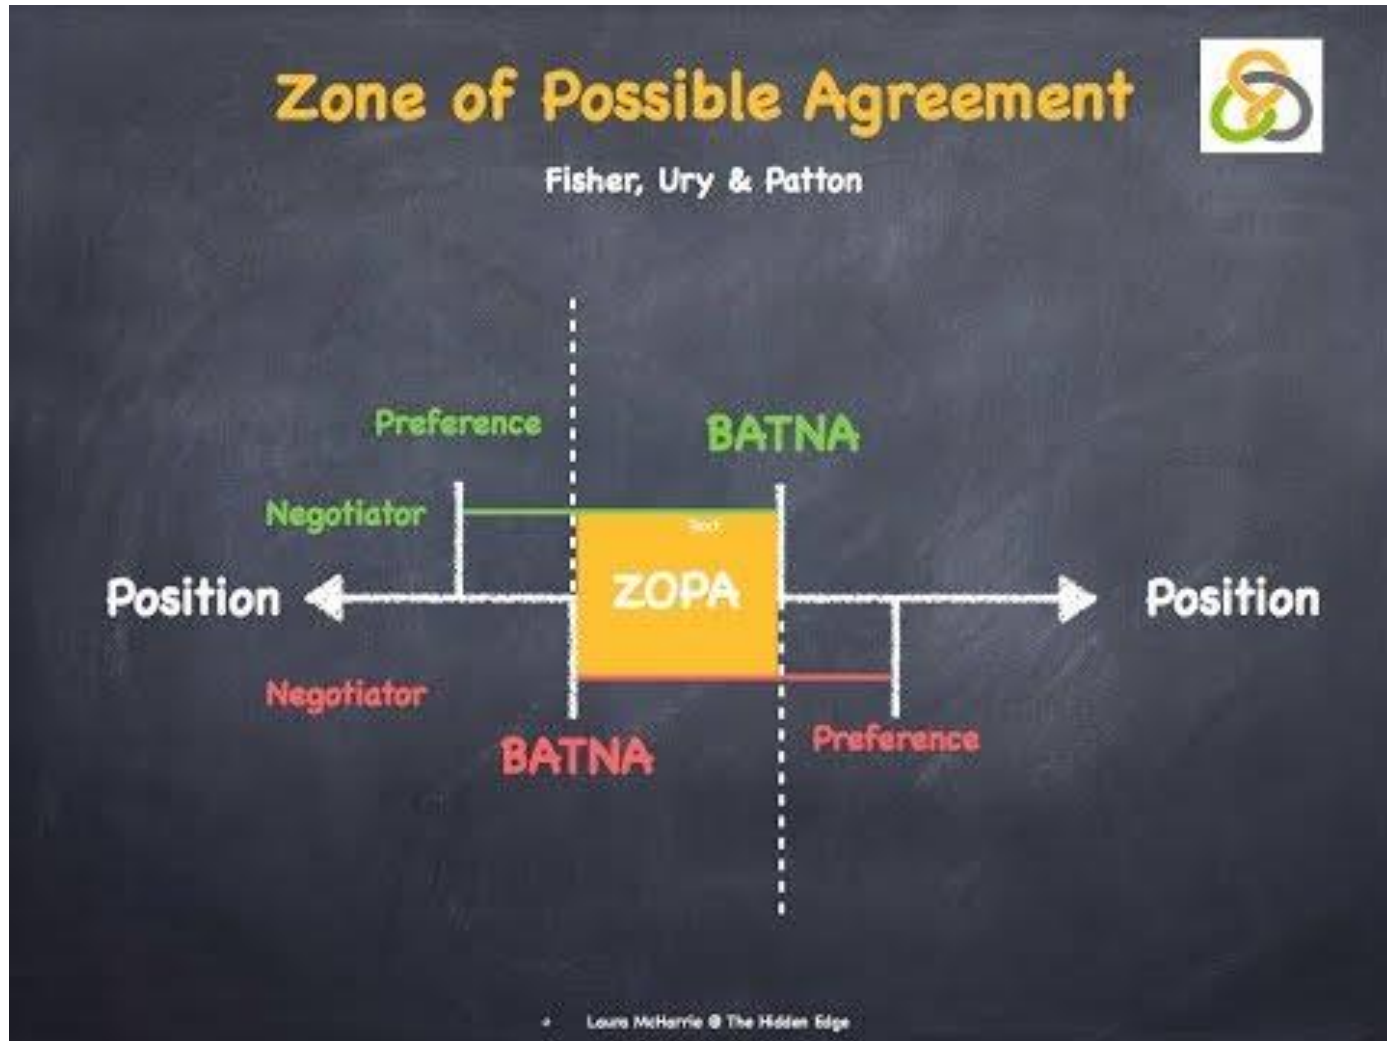 Zone of Possible Agreement
Fisher, Ury & Patton
Preference
BATNA
Negotiator
Text
ZOPA
Position
Position
Negotiator
BATNA
Preference
Laura McHarrie @ The Hidden Edge